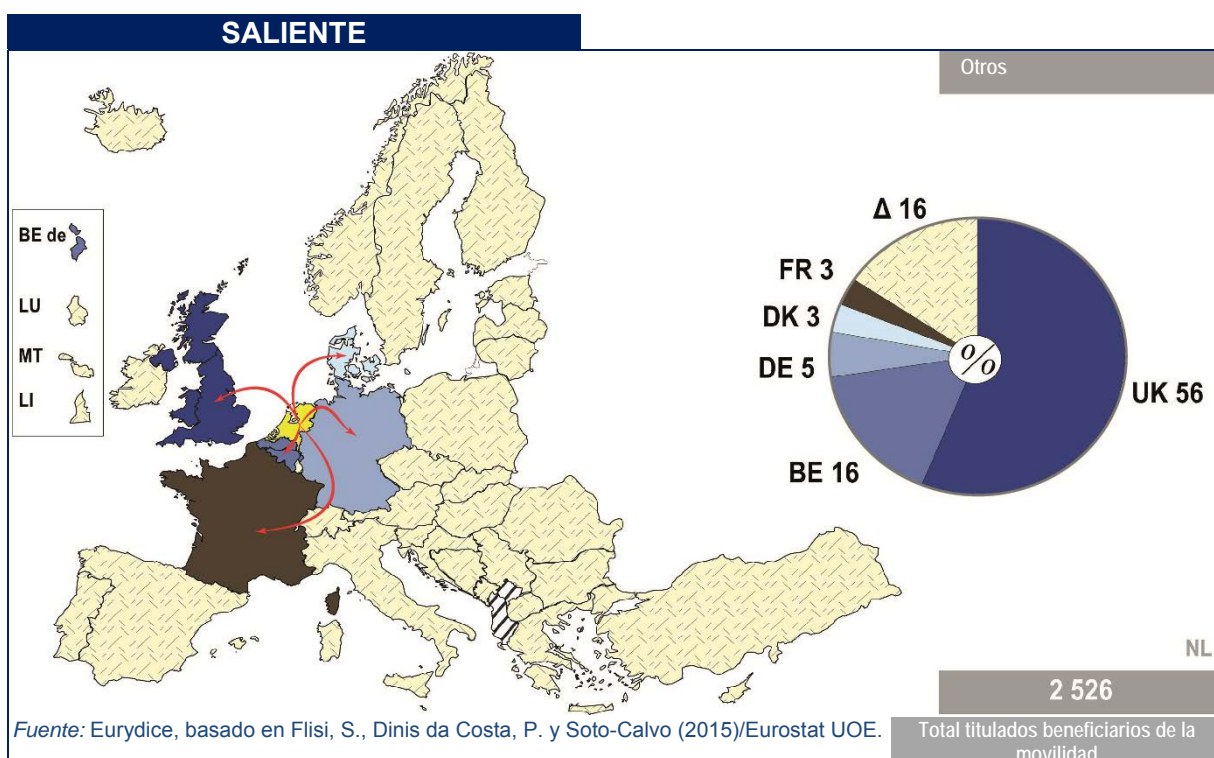 SALIENTE
Otros
BE de
LU
MT
LI
Δ 16
FR 3
DK 3
DE 5
BE 16
UK 56
%
NL
2 526
Fuente: Eurydice, basado en Flisi, S., Dinis da Costa, P. y Soto-Calvo (2015)/Eurostat UOE.
Total titulados beneficiarios de la
movilidad